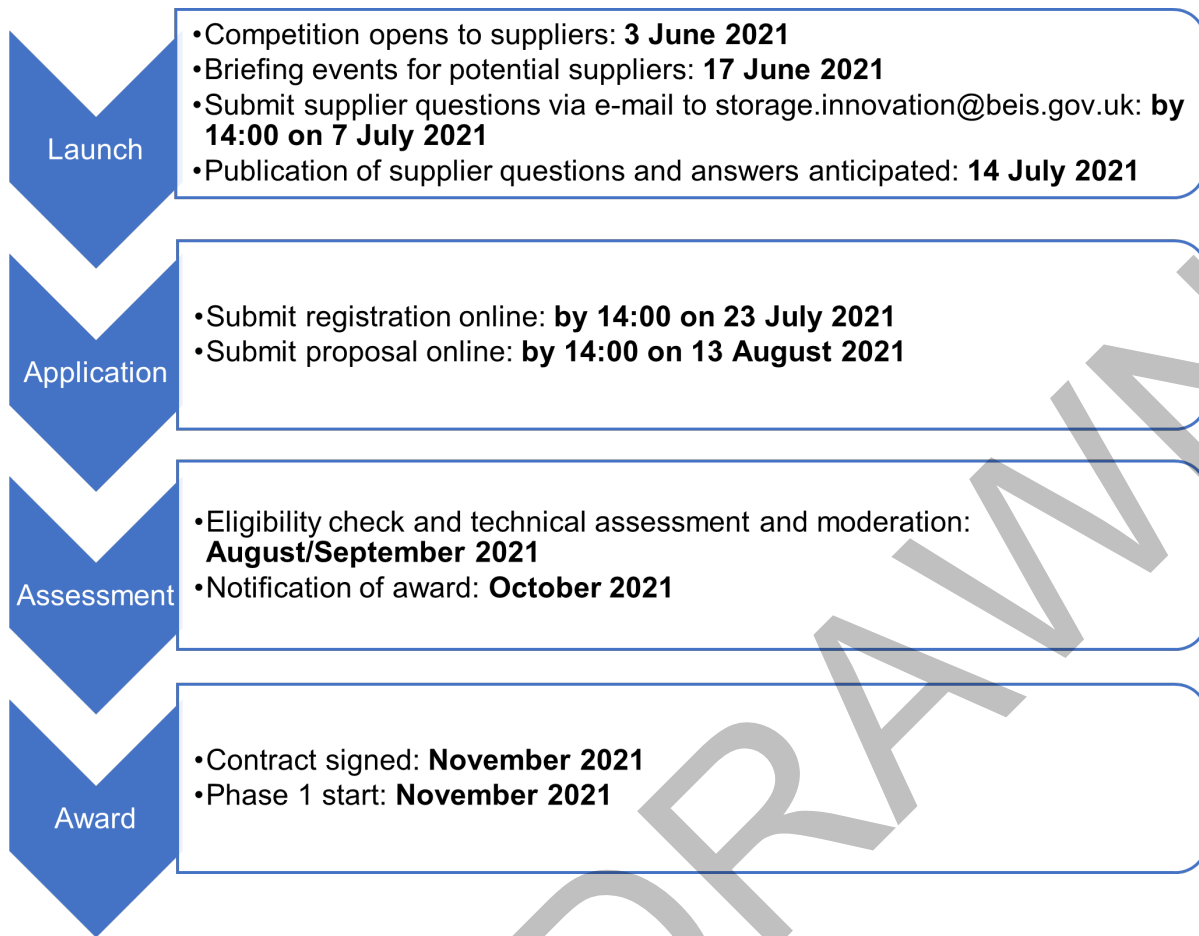 Launch
•Competition opens to suppliers: 3 June 2021
•Briefing events for potential suppliers: 17 June 2021
•Submit supplier questions via e-mail to storage.innovation@beis.gov.uk: by
14:00 on 7 July 2021
•Publication of supplier questions and answers anticipated: 14 July 2021
Application
•Submit registration online: by 14:00 on 23 July 2021
•Submit proposal online: by 14:00 on 13 August 2021
Assessment
•Eligibility check and technical assessment and moderation:
August/September 2021
•Notification of award: October 2021
Award
•Contract signed: November 2021
•Phase 1 start: November 2021
DRAWN